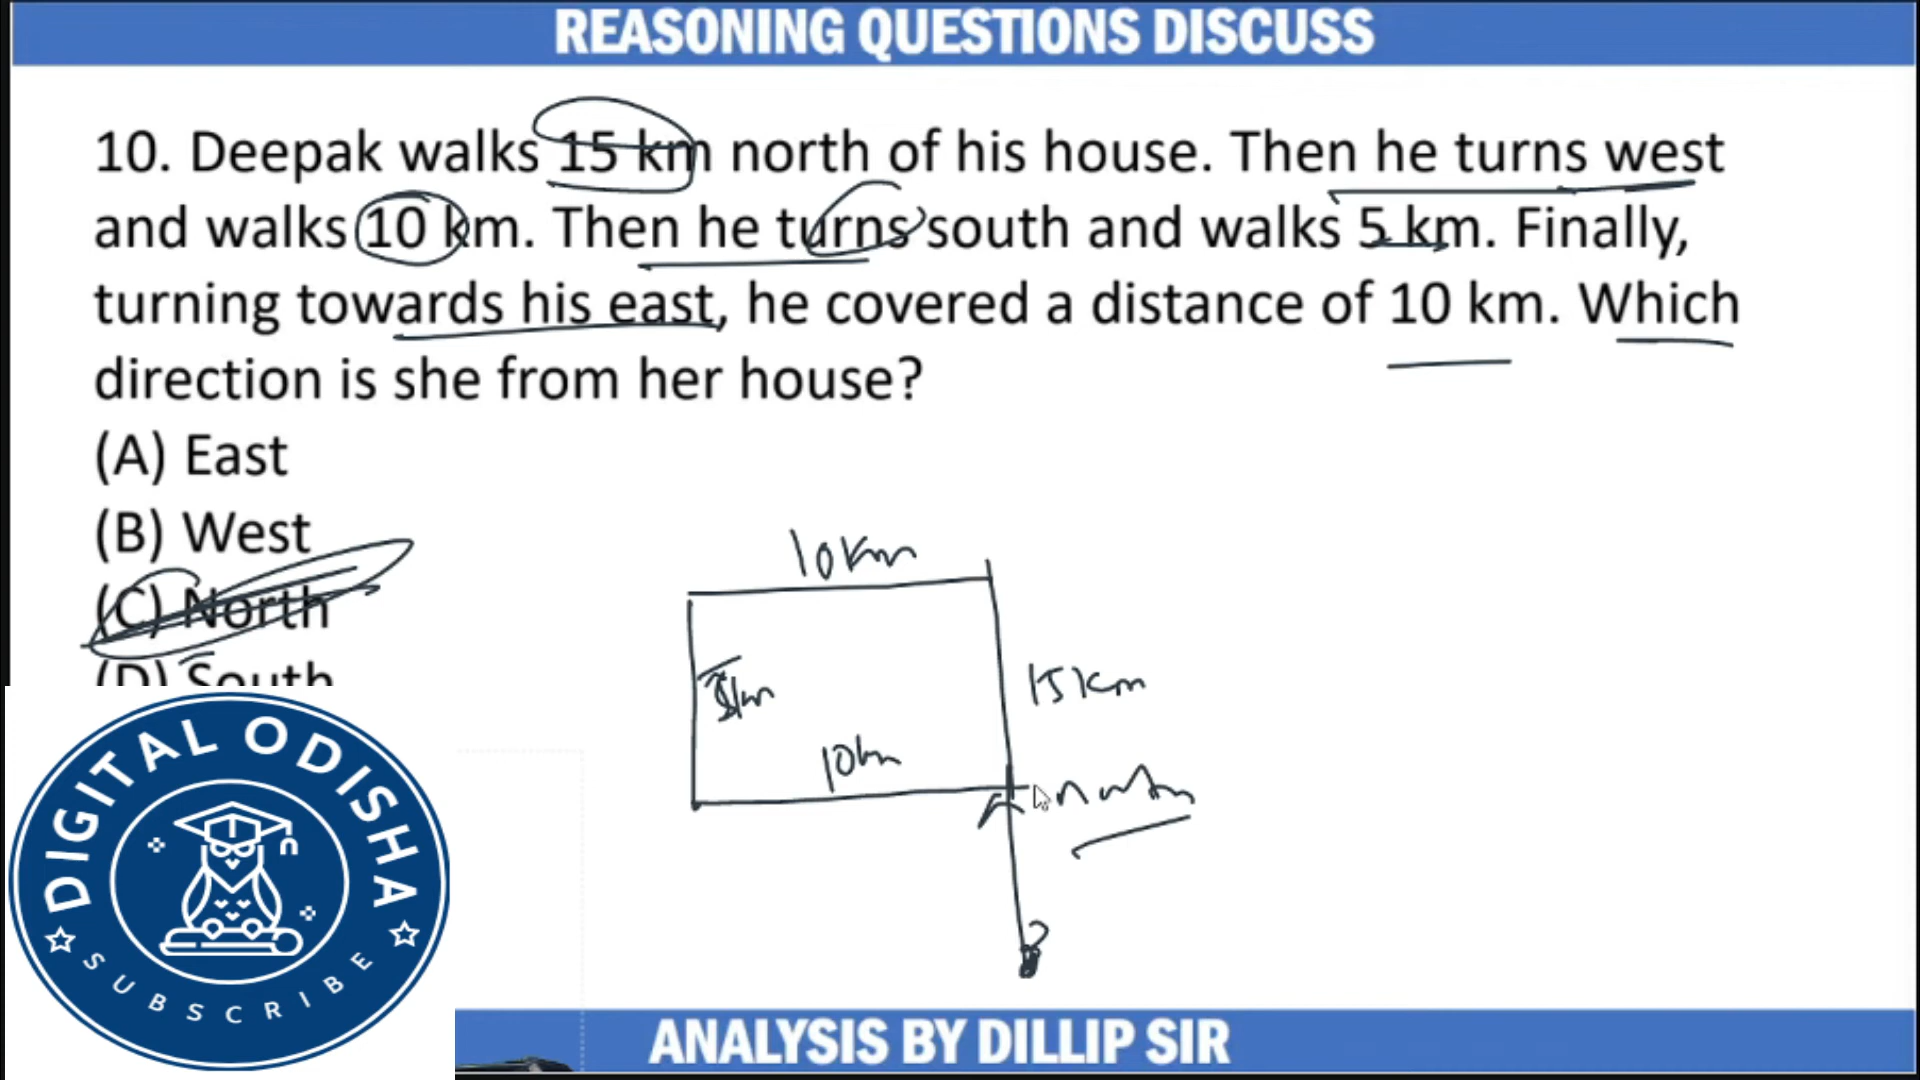 REASONING QUESTIONS DISCUSS
10. Deepak walks 15 km north of his house. Then he turns west
and walks 10 km. Then he turns south and walks 5 km. Finally,
turning towards his east, he covered a distance of 10 km. Which
direction is she from her house?
(A) East
(B) West
(C) North
(D) South
10km
15km
10km
DIGITAL ODISHA
SUBSCRIBE
ANALYSIS BY DILLIP SIR